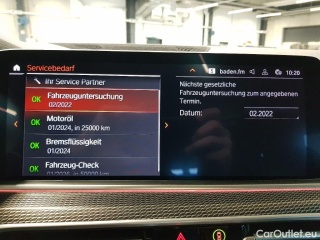 Servicebedarf
baden.fm
10:20
Ihr Service Partner
OK Fahrzeuguntersuchung
02/2022
OK Motoröl
01/2024, in 25000 km
OK Bremsflüssigkeit
01/2024
OK Fahrzeug-Check
Nächste gesetzliche
Fahrzeuguntersuchung zum angegebenen
Termin.
Datum: 02.2022
CarOutlet.eu